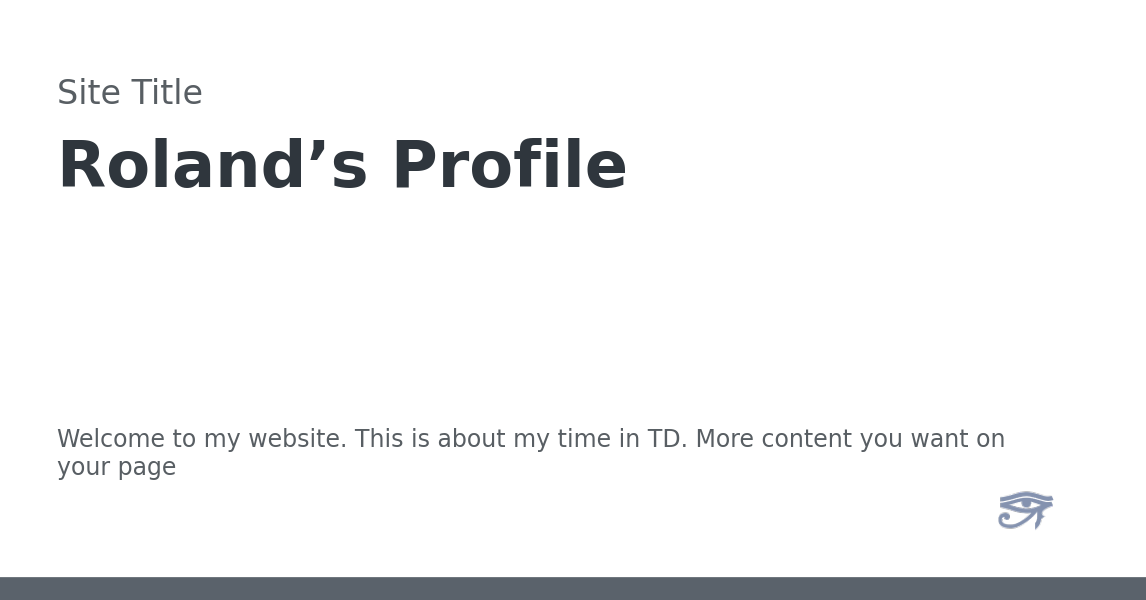 Site Title
Roland’s Profile
Welcome to my website. This is about my time in TD. More content you want on
your page